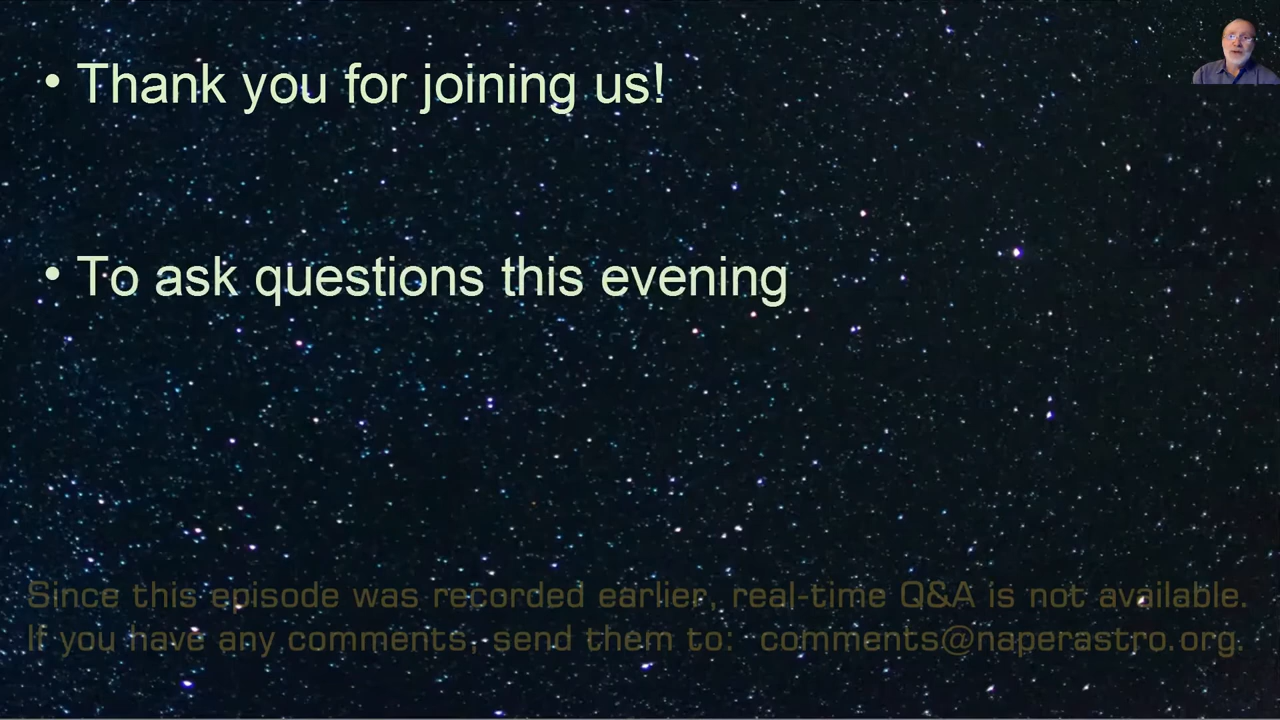 • Thank you for joining us!
• To ask questions this evening
Since this episode was recorded earlier, real-time Q&A is not available.
If you have any comments, send them to: comments@naperastro.org.